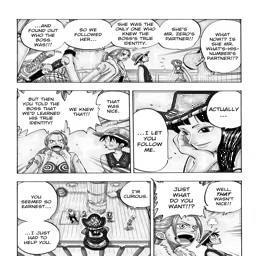 WHAT
NOW!? IS
SHE MR.
WHAT'S-HIS-
NUMBER'S
PARTNER!?
SHE'S
MR. ZERO'S
PARTNER!!
SHE WAS
THE ONLY
ONE WHO
KNEW THE
BOSS'S TRUE
IDENTITY.
SO WE
FOLLOWED
HER...
...AND
FOUND OUT
WHO THE
BOSS
WAS!!!
ACTUALLY
...
...I LET
YOU
FOLLOW
ME.
THAT
WAS
NICE.
WE KNEW
THAT!!
BUT THEN
YOU TOLD
THE BOSS
THAT WE'D
LEARNED
HIS TRUE
IDENTITY!!
WELL,
THAT
WASN'T
NICE!!
JUST
WHAT DO
YOU
WANT!!?
I'M
CURIOUS.
YOU
SEEMED SO
EARNEST...
...I JUST
HAD TO
HELP YOU.